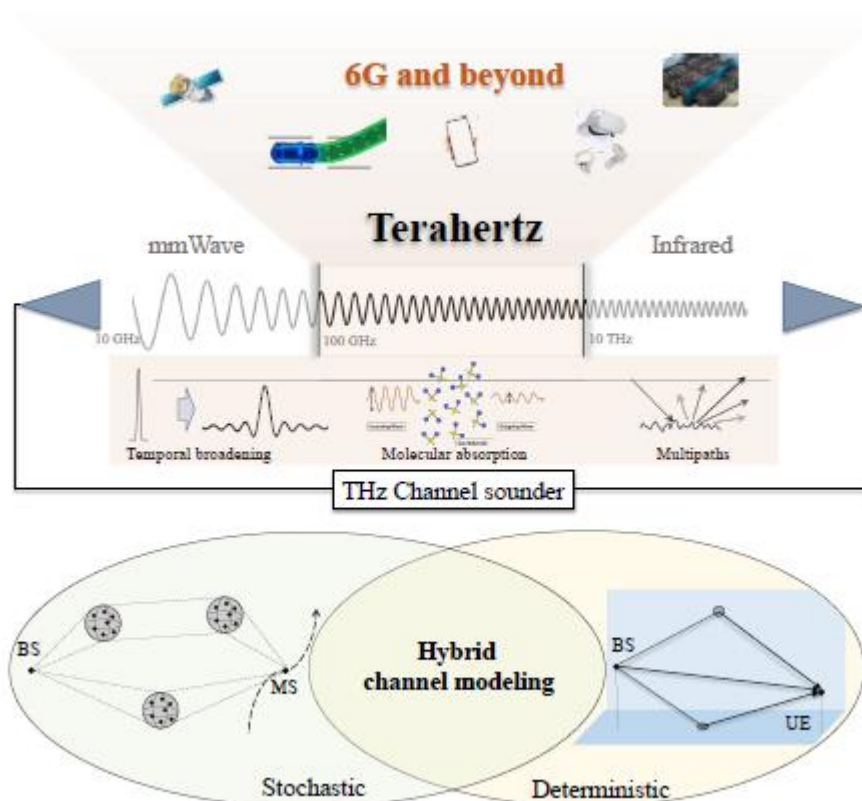 6G and beyond
Terahertz
mmWave
Infrared
10 GHz
100 GHz
10 THz
Temporal broadening
Molecular absorption
Multipaths
THz Channel sounder
BS
MS
Hybrid
channel modeling
BS
UE
Stochastic
Deterministic